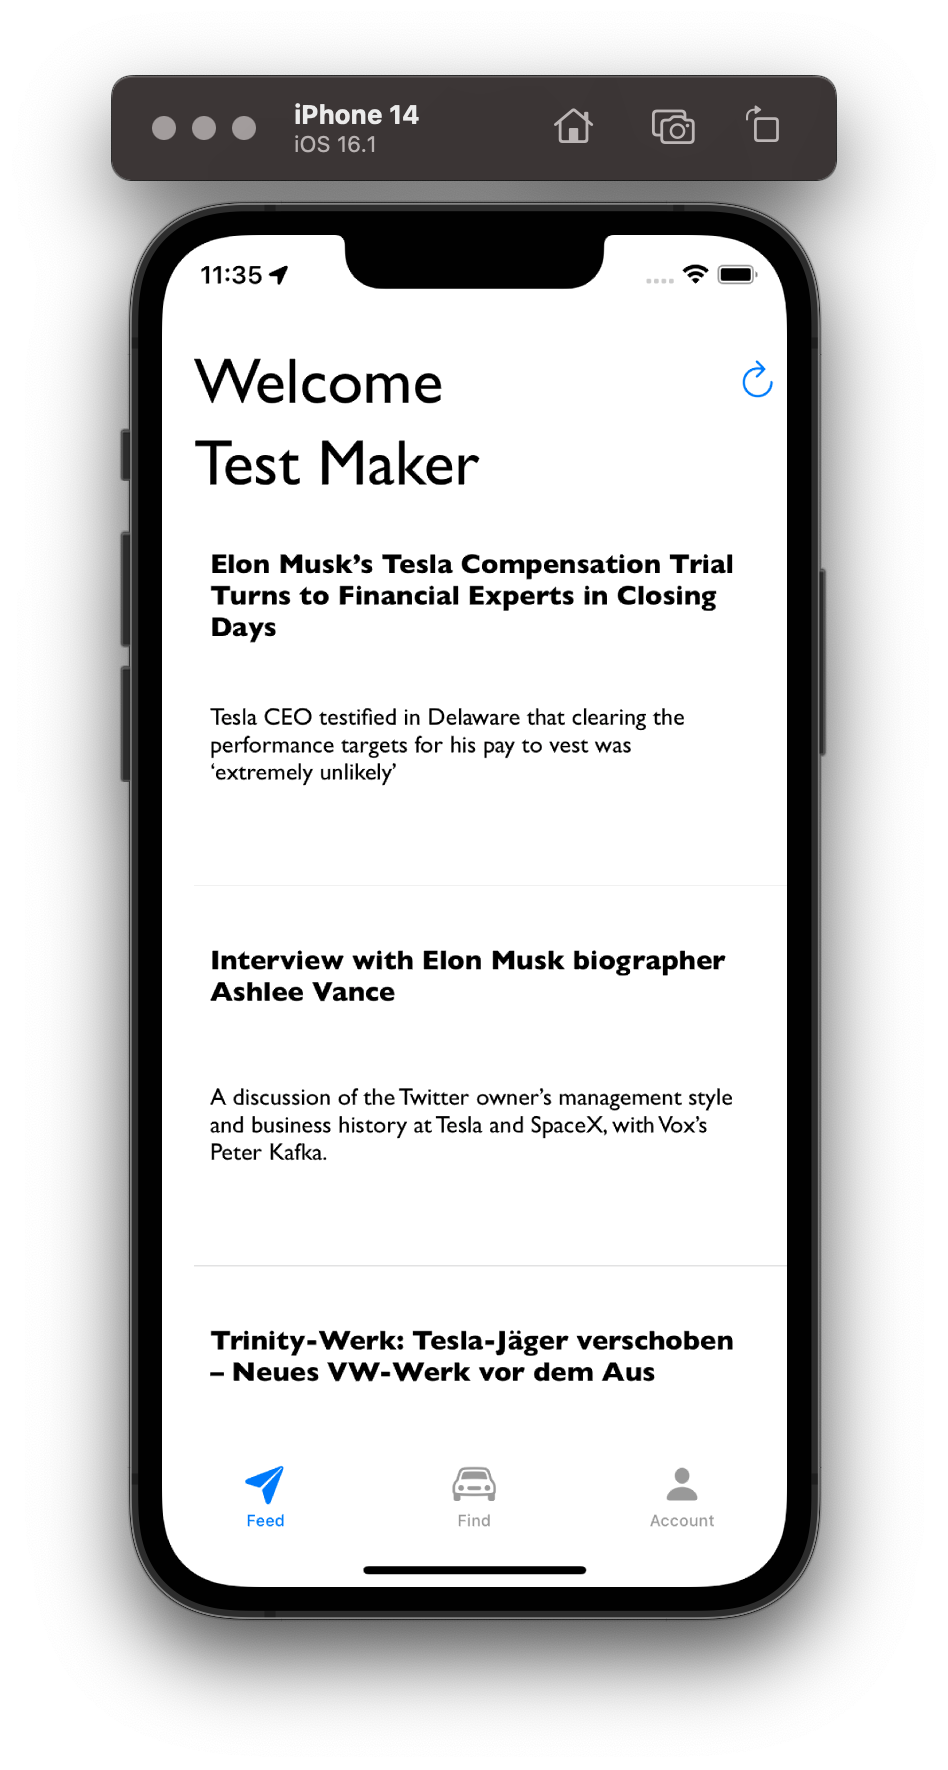 iPhone 14
iOS 16.1
11:35
Welcome
Test Maker
Elon Musk’s Tesla Compensation Trial
Turns to Financial Experts in Closing
Days
Tesla CEO testified in Delaware that clearing the
performance targets for his pay to vest was
‘extremely unlikely’
Interview with Elon Musk biographer
Ashlee Vance
A discussion of the Twitter owner’s management style
and business history at Tesla and SpaceX, with Vox’s
Peter Kafka.
Trinity-Werk: Tesla-Jäger verschoben
– Neues VW-Werk vor dem Aus
Feed
Find
Account